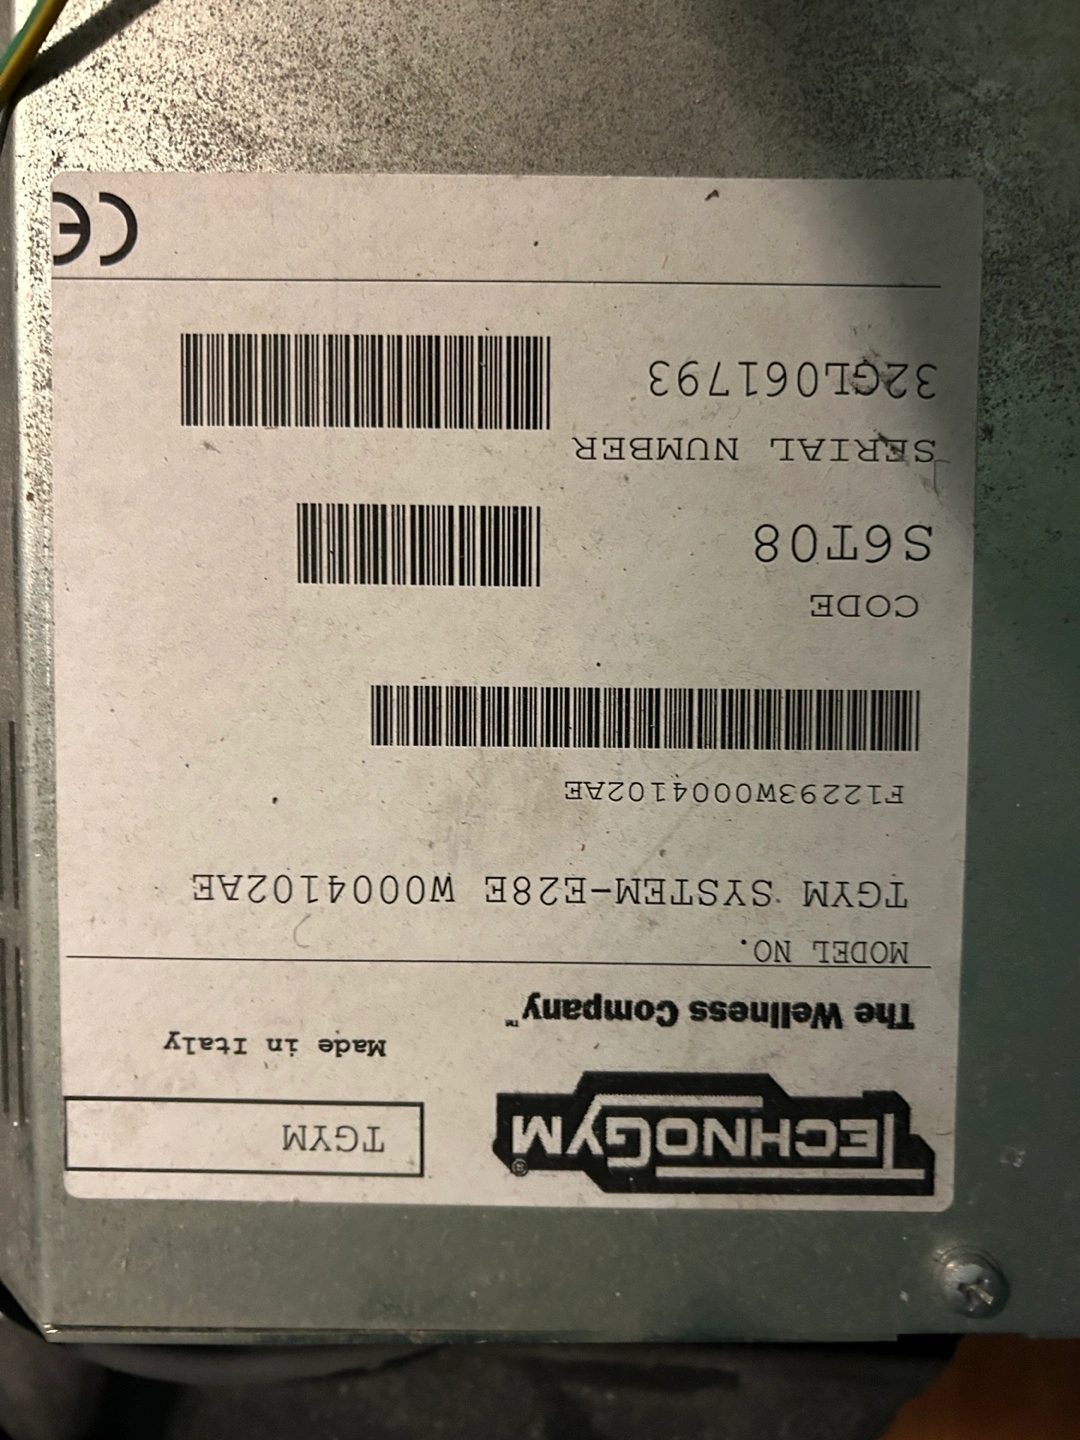 TECHNOGYM®
TGYM
The Wellness Company™
Made in Italy
MODEL NO.
TGYM SYSTEM-E28E W0004102AE
F12293W0004102AE
CODE
S6T08
SERIAL NUMBER
32GL061793
CE